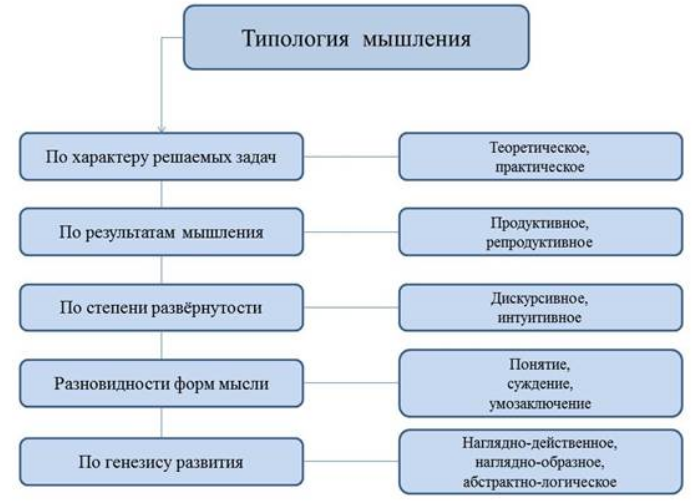 Типология мышления
По характеру решаемых задач
Теоретическое,
практическое
По результатам мышления
Продуктивное,
репродуктивное
По степени развёртутости
Дискурсивное,
интуитивное
Разновидности форм мысли
Понятие,
суждение,
умозаключение
По генезису развития
Наглядно-действенное,
наглядно-образное,
абстрактно-логическое